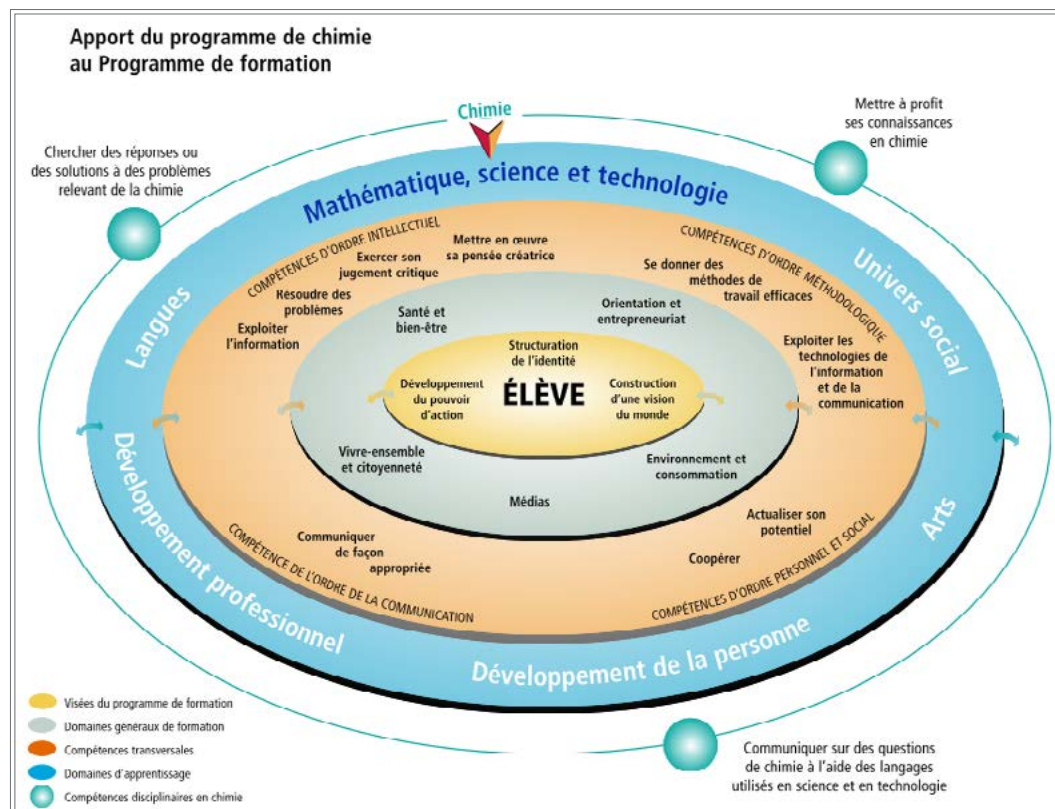 Apport du programme de chimie
au Programme de formation
Chimie
Mettre à profit
ses connaissances
en chimie
Chercher des réponses ou
des solutions à des problèmes
relevant de la chimie
Mathématique, science et technologie
Langues
Univers social
Développement professionnel
Développement de la personne
Arts
COMPÉTENCES D'ORDRE INTELLECTUEL
Mettre en œuvre
sa pensée créatrice
Exercer son
jugement critique
Résoudre des
problèmes
Exploiter
l'information
COMPÉTENCES D'ORDRE MÉTHODOLOGIQUE
Se donner des
méthodes de
travail efficaces
Exploiter les
technologies de
l'information
et de la
communication
Santé et
bien-être
Orientation et
entrepreneuriat
Structuration
de l'identité
Développement
du pouvoir
d'action
ÉLÈVE
Construction
d'une vision
du monde
Vivre-ensemble
et citoyenneté
Environnement et
consommation
Médias
Communiquer
de façon
appropriée
COMPÉTENCE DE L'ORDRE DE LA COMMUNICATION
Actualiser son
potentiel
Coopérer
COMPÉTENCES D'ORDRE PERSONNEL ET SOCIAL
Visées du programme de formation
Domaines généraux de formation
Compétences transversales
Domaines d'apprentissage
Compétences disciplinaires en chimie
Communiquer sur des questions
de chimie à l'aide des langages
utilisés en science et en technologie